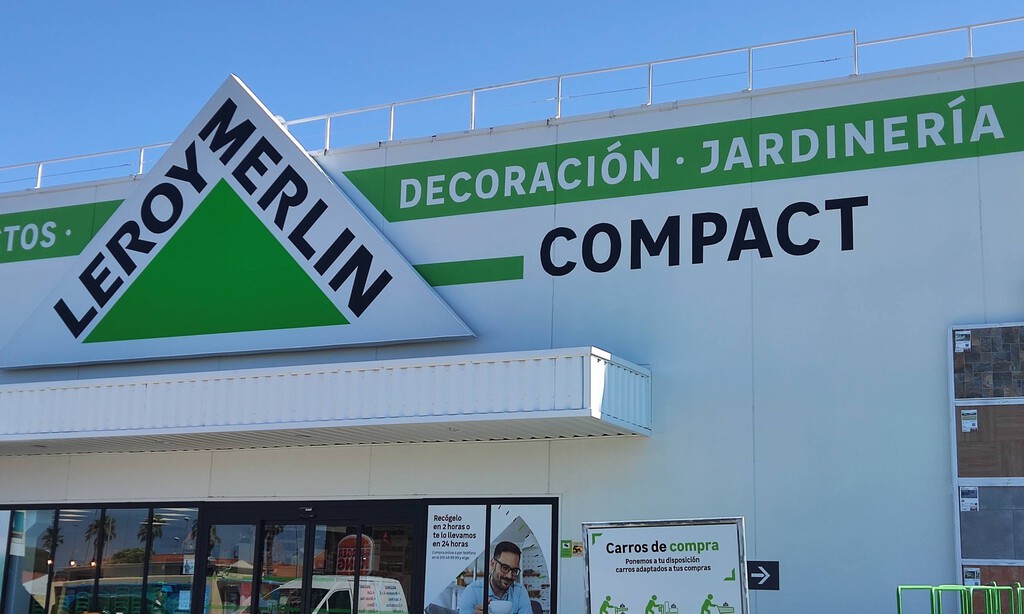 CTOS ·
LEROY MERLIN
DECORACIÓN · JARDINERÍA
COMPACT
Recógelo
en 2 horas o
te lo llevamos
en 24 horas
Carros de compra
Ponemos a tu disposición
carros adaptados a tus compras